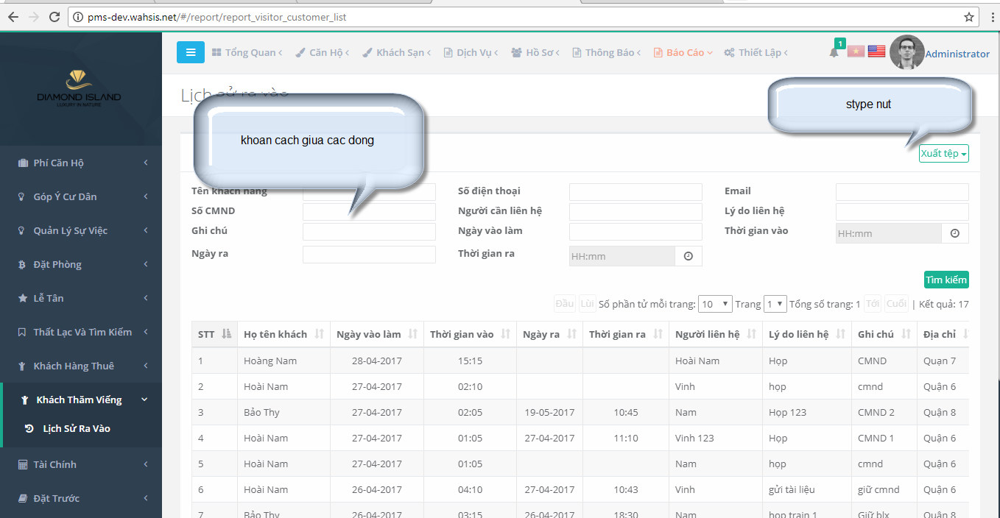 pms-dev.wahsis.net/#/report/report_visitor_customer_list
DIAMOND ISLAND
LUXURY IN NATURE
Tổng Quan
Căn Hộ
Khách Sạn
Dịch Vụ
Hồ Sơ
Thông Báo
Báo Cáo
Thiết Lập
1
Administrator
Lịch sử ra vào
khoan cach giua cac dong
stype nut
Xuất tệp
Phí Căn Hộ
Góp Ý Cư Dân
Quản Lý Sự Việc
Đặt Phòng
Lễ Tân
Thất Lạc Và Tìm Kiếm
Khách Hàng Thuê
Khách Thăm Viếng
Lịch Sử Ra Vào
Tài Chính
Đặt Trước
Tên khách hàng
Số điện thoại
Email
Số CMND
Người cần liên hệ
Lý do liên hệ
Ghi chú
Ngày vào làm
Thời gian vào
HH:mm
Ngày ra
Thời gian ra
HH:mm
Tìm kiếm
Đầu Lùi Số phần tử mỗi trang: 10 Trang 1 Tổng số trang: 1 Tới Cuối | Kết quả: 17
STT Họ tên khách Ngày vào làm Thời gian vào Ngày ra Thời gian ra Người liên hệ Lý do liên hệ Ghi chú Địa chỉ
1 Hoàng Nam 28-04-2017 15:15 Hoài Nam Họp CMND Quạn 7
2 Hoài Nam 27-04-2017 02:10 Vinh họp cmnd Quận 6
3 Bảo Thy 27-04-2017 02:05 19-05-2017 10:45 Nam Họp 123 CMND 2 Quận 8
4 Hoài Nam 27-04-2017 01:05 27-04-2017 11:10 Vinh 123 Họp CMND 1 Quận 6
5 Hoài Nam 27-04-2017 01:05 Nam họp cmnd Quận 6
6 Hoài Nam 26-04-2017 04:10 27-04-2017 10:43 Vinh gửi tài liệu giữ cmnd Quận 6
7 Bảo Thy 26-04-2017 03:15 26-04-2017 18:30 Nam họp train 1 Giữ blx Quận 8